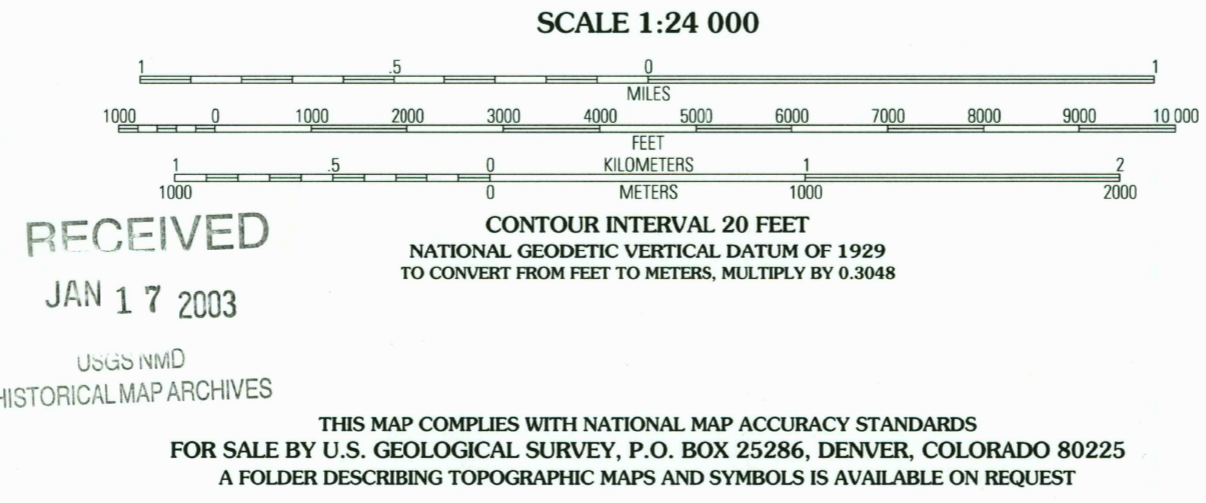 SCALE 1:24 000
1 .5 0 1
MILES
1000 0 1000 2000 3000 4000 5000 6000 7000 8000 9000 10 000
FEET
1 .5 0 KILOMETERS 1 2
1000 0 METERS 1000 2000
CONTOUR INTERVAL 20 FEET
NATIONAL GEODETIC VERTICAL DATUM OF 1929
TO CONVERT FROM FEET TO METERS, MULTIPLY BY 0.3048
RECEIVED
JAN 17 2003
USGS NMD
HISTORICAL MAP ARCHIVES
THIS MAP COMPLIES WITH NATIONAL MAP ACCURACY STANDARDS
FOR SALE BY U.S. GEOLOGICAL SURVEY, P.O. BOX 25286, DENVER, COLORADO 80225
A FOLDER DESCRIBING TOPOGRAPHIC MAPS AND SYMBOLS IS AVAILABLE ON REQUEST